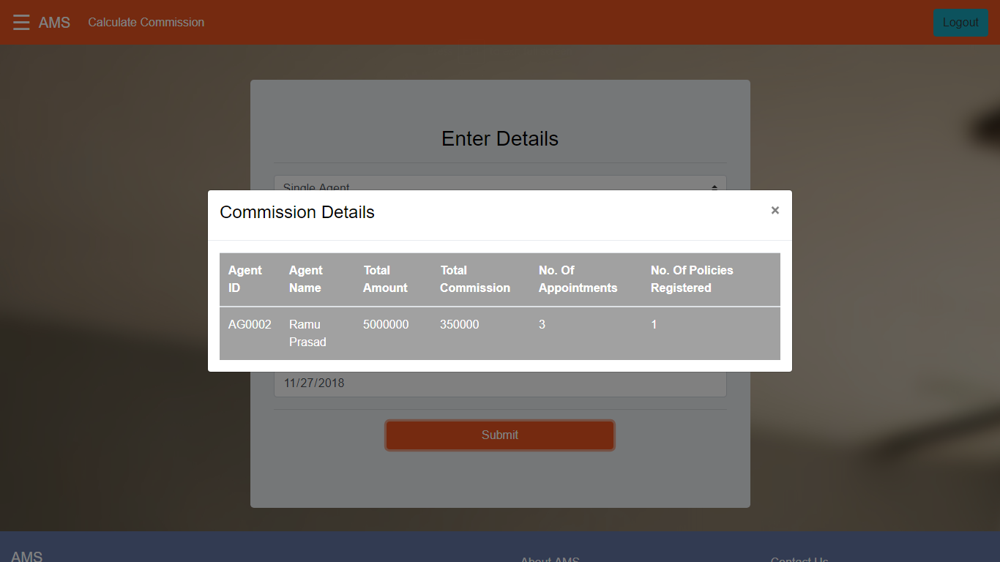 ☰ AMS Calculate Commission Logout
Enter Details
Single Agent
Commission Details ×
Agent ID Agent Name Total Amount Total Commission No. Of Appointments No. Of Policies Registered
AG0002 Ramu Prasad 5000000 350000 3 1
11/27/2018
Submit
AMS About AMS Contact Us